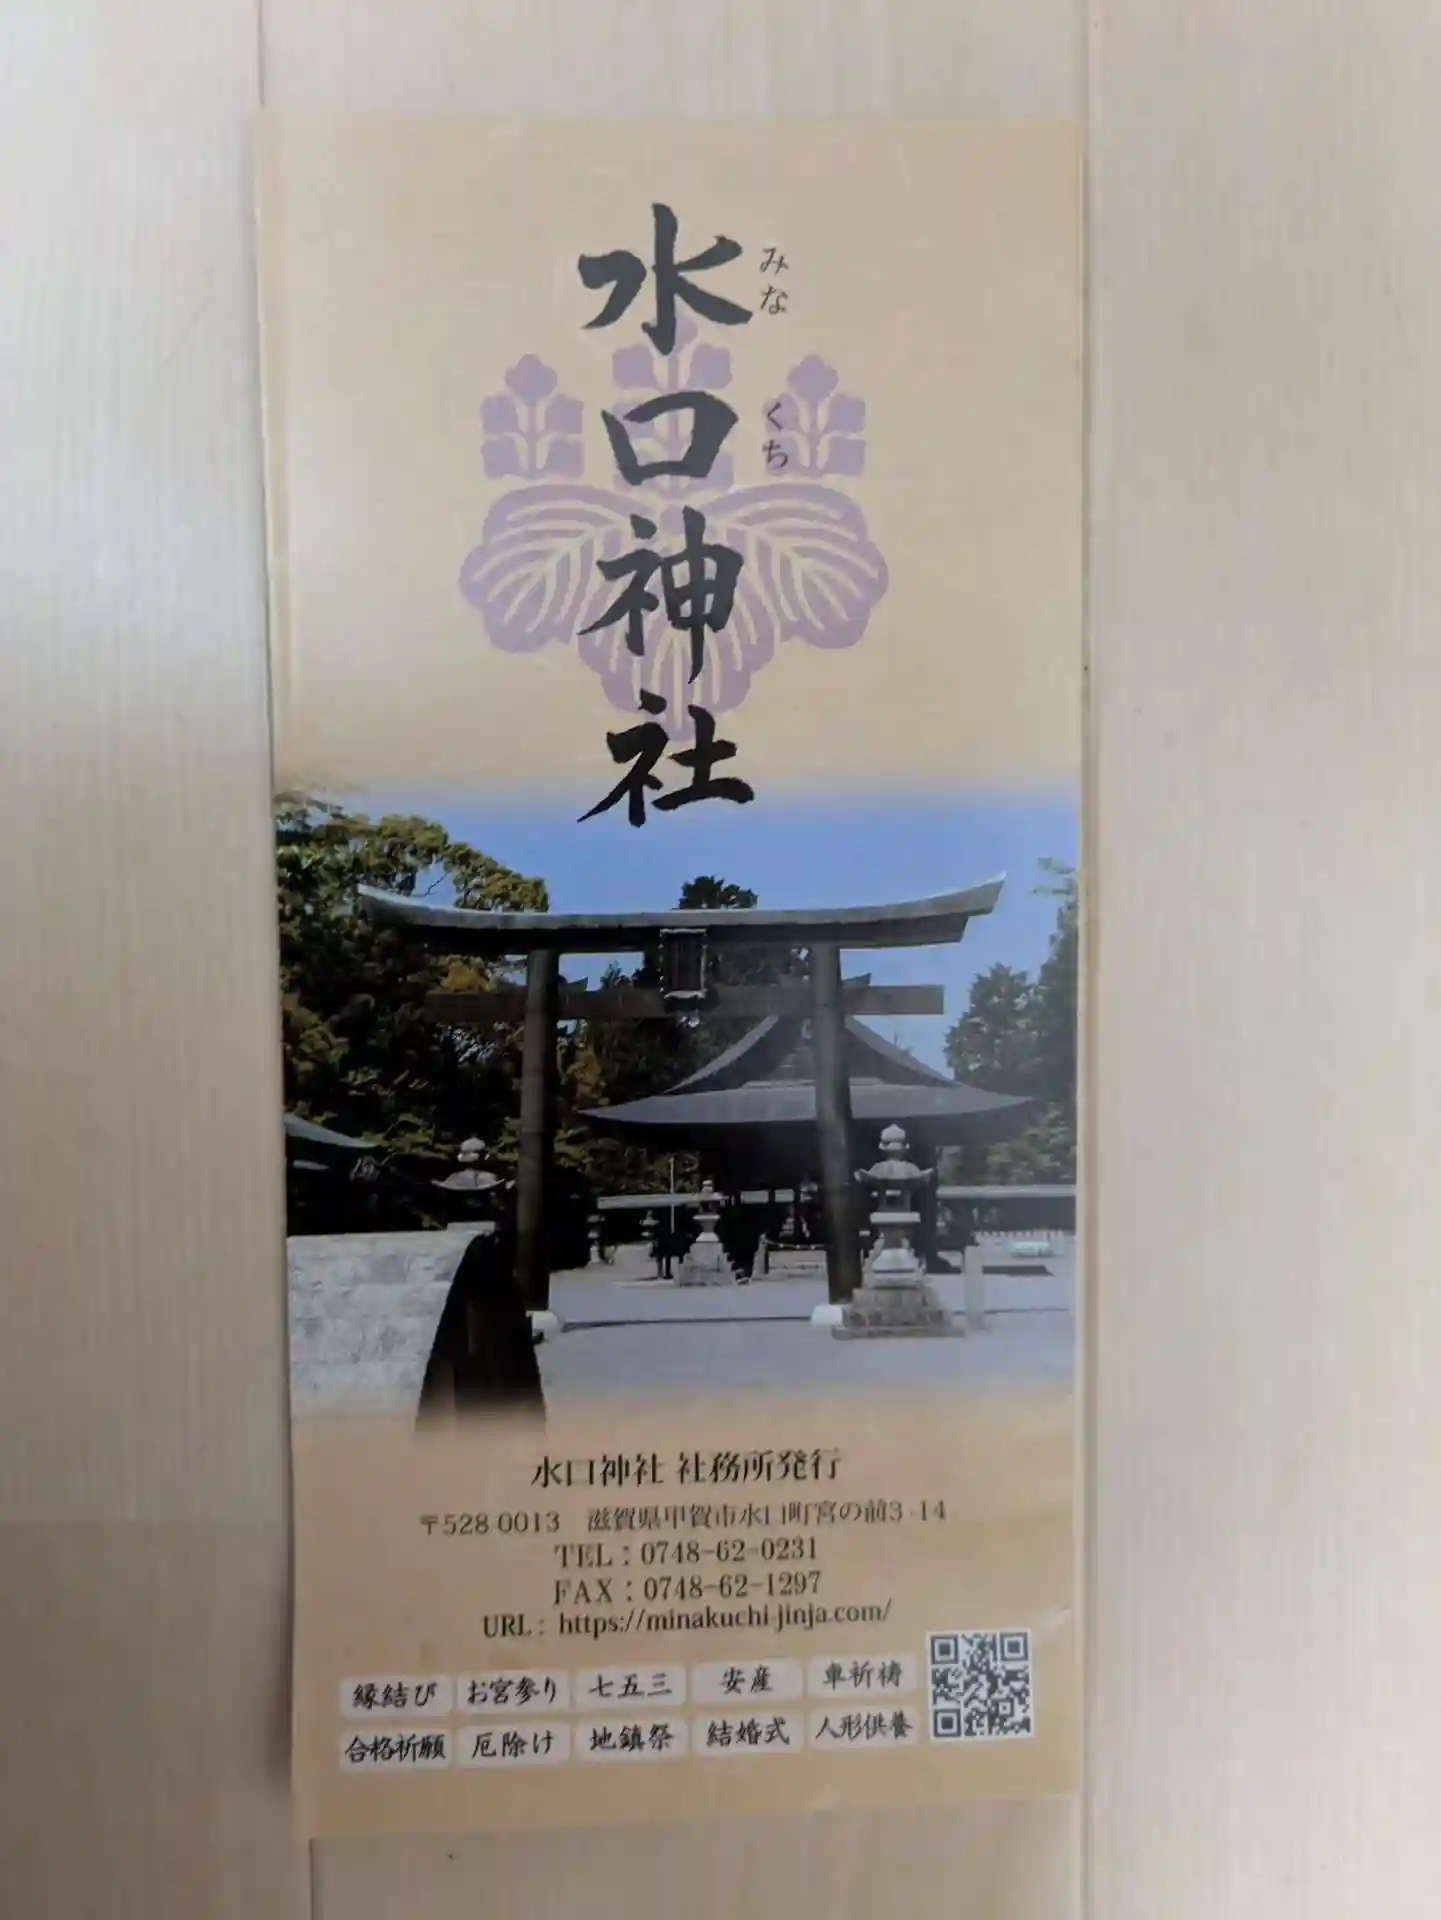 水口神社
みなくち
水口神社 社務所発行
〒528-0013　滋賀県甲賀市水口町宮の前3-14
TEL：0748-62-0231
FAX：0748-62-1297
URL：https://minakuchi-jinja.com/
縁結び　お宮参り　七五三　安産　車祈祷
合格祈願　厄除け　地鎮祭　結婚式　人形供養